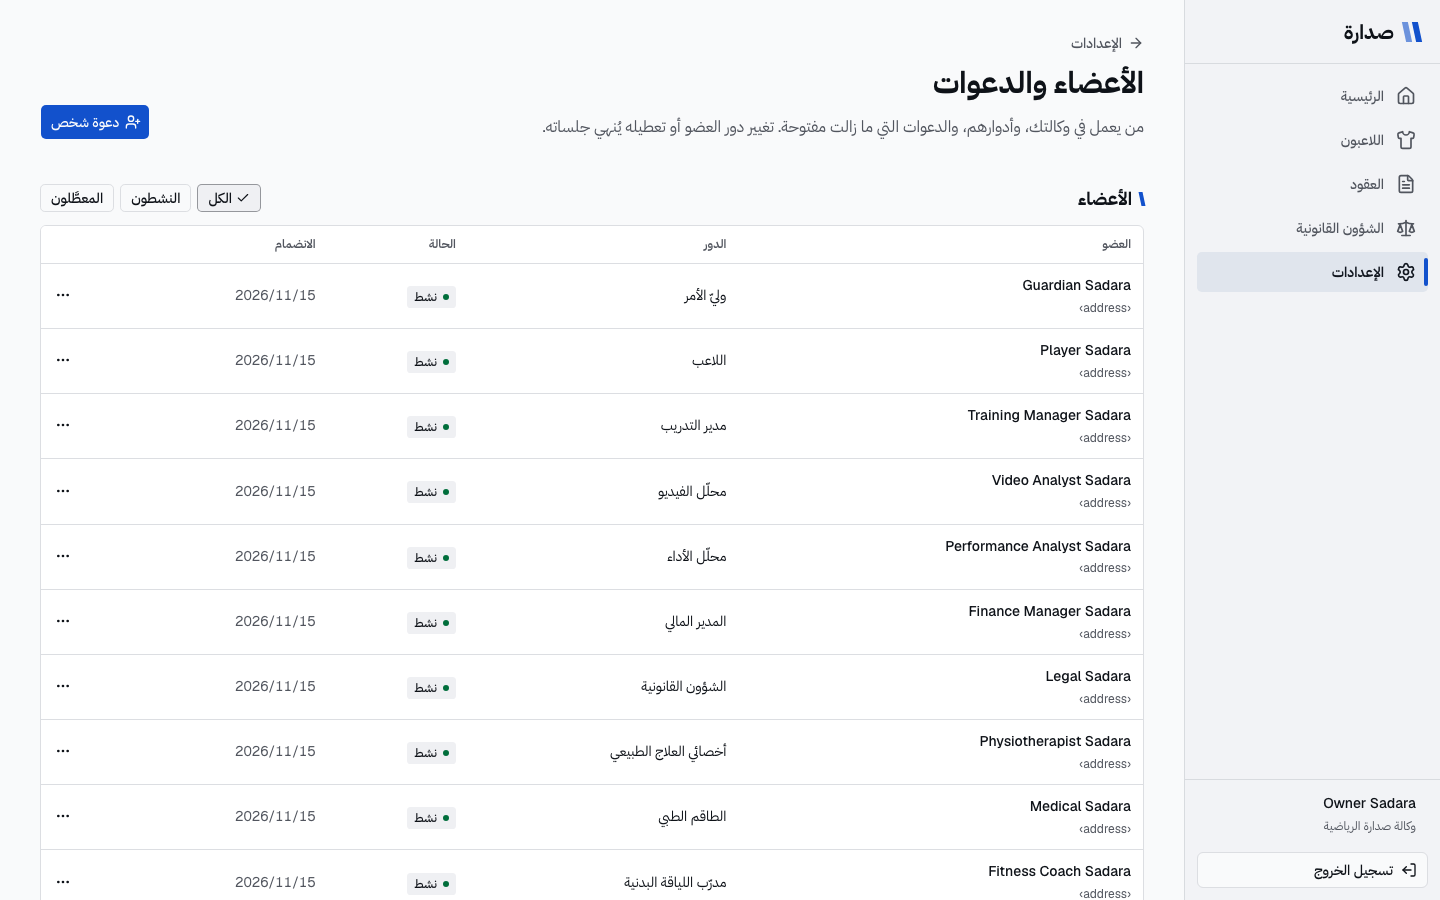 صدارة
الرئيسية
اللاعبون
العقود
الشؤون القانونية
الإعدادات
Owner Sadara
وكالة صدارة الرياضية
تسجيل الخروج
الإعدادات
الأعضاء والدعوات
من يعمل في وكالتك، وأدوارهم، والدعوات التي ما زالت مفتوحة. تغيير دور العضو أو تعطيله يُنهي جلساته.
دعوة شخص
الأعضاء
الكل النشطون المعطَّلون
العضو الدور الحالة الانضمام
Guardian Sadara وليّ الأمر نشط 2026/11/15
‹address›
Player Sadara اللاعب نشط 2026/11/15
‹address›
Training Manager Sadara مدير التدريب نشط 2026/11/15
‹address›
Video Analyst Sadara محلّل الفيديو نشط 2026/11/15
‹address›
Performance Analyst Sadara محلّل الأداء نشط 2026/11/15
‹address›
Finance Manager Sadara المدير المالي نشط 2026/11/15
‹address›
Legal Sadara الشؤون القانونية نشط 2026/11/15
‹address›
Physiotherapist Sadara أخصائي العلاج الطبيعي نشط 2026/11/15
‹address›
Medical Sadara الطاقم الطبي نشط 2026/11/15
‹address›
Fitness Coach Sadara مدرّب اللياقة البدنية نشط 2026/11/15
‹address›